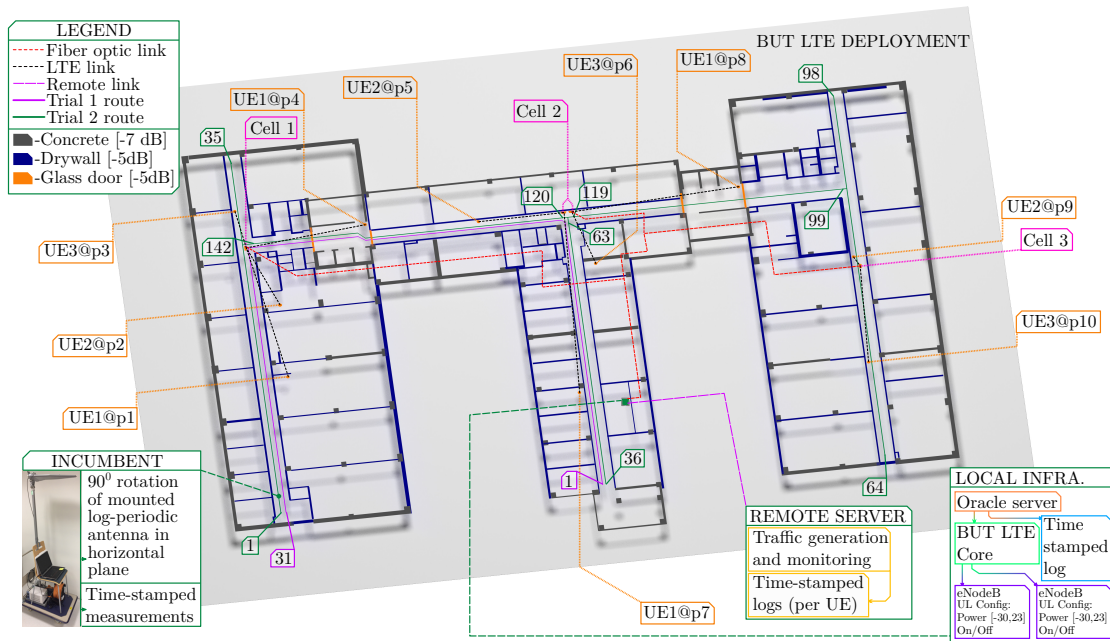 LEGEND
Fiber optic link
LTE link
Remote link
Trial 1 route
Trial 2 route
-Concrete [-7 dB]
-Drywall [-5dB]
-Glass door [-5dB]
BUT LTE DEPLOYMENT
UE3@p6
UE1@p8
98
UE2@p5
UE1@p4
Cell 1
Cell 2
35
120
119
UE2@p9
99
142
63
UE3@p3
Cell 3
UE3@p10
UE2@p2
UE1@p1
1
36
64
1
31
UE1@p7
INCUMBENT
90⁰ rotation
of mounted
log-periodic
antenna in
horizontal
plane
Time-stamped
measurements
REMOTE SERVER
Traffic generation
and monitoring
Time-stamped
logs (per UE)
LOCAL INFRA.
Oracle server
BUT LTE
Core
Time
stamped
log
eNodeB
UL Config:
Power [-30,23]
On/Off
eNodeB
UL Config:
Power [-30,23]
On/Off